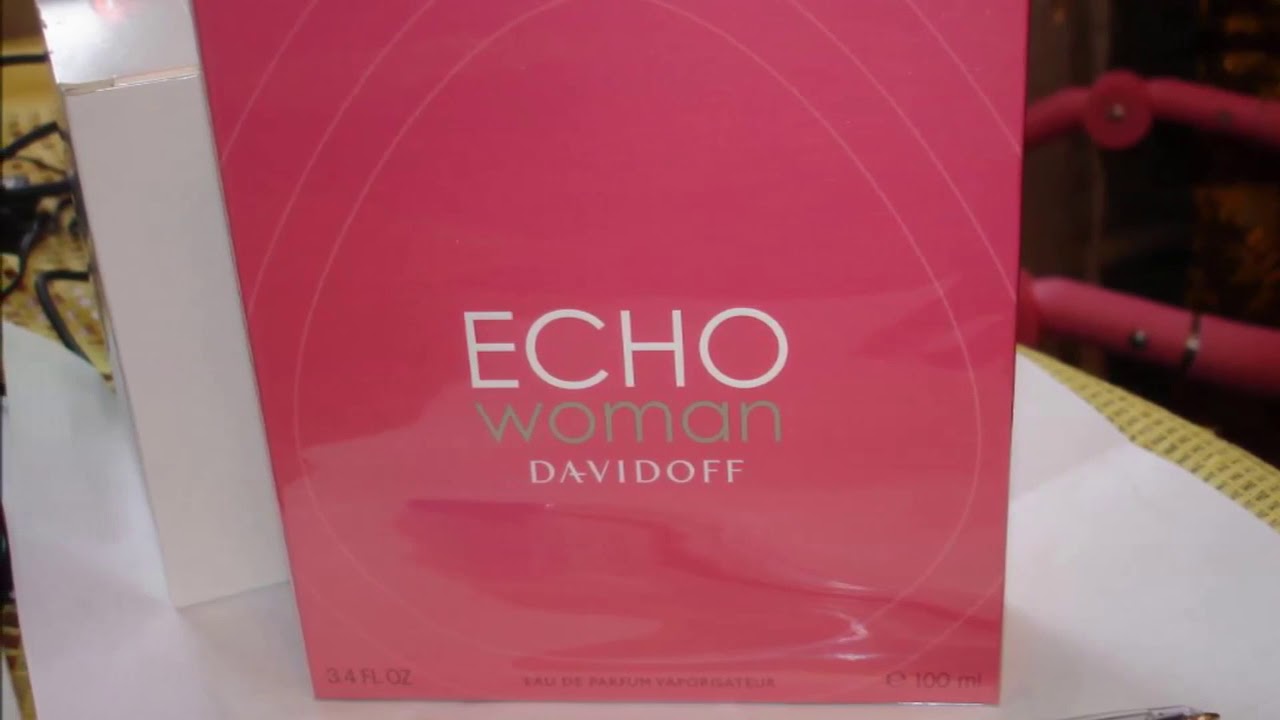 ECHO
woman
DAVIDOFF
3.4 FL. OZ EAU DE PARFUM VAPORISATEUR ℮ 100 ml